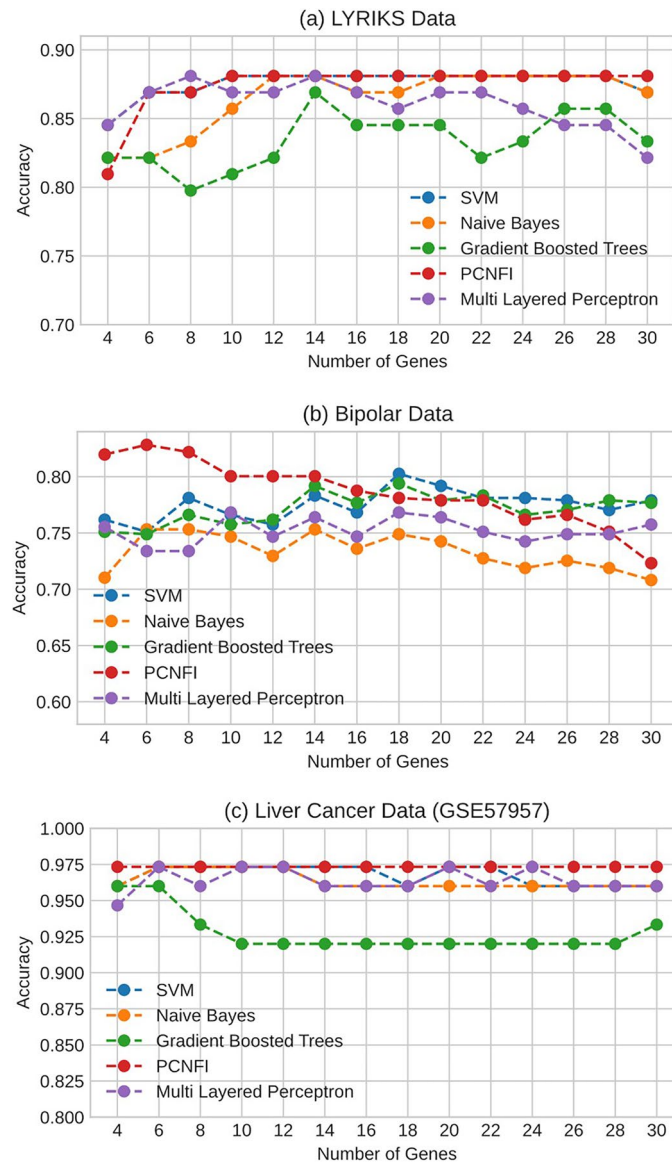 (a) LYRIKS Data
0.90
0.85
0.80
0.75
0.70
Accuracy
SVM
Naive Bayes
Gradient Boosted Trees
PCNFI
Multi Layered Perceptron
4 6 8 10 12 14 16 18 20 22 24 26 28 30
Number of Genes
(b) Bipolar Data
0.80
0.75
0.70
0.65
0.60
Accuracy
SVM
Naive Bayes
Gradient Boosted Trees
PCNFI
Multi Layered Perceptron
4 6 8 10 12 14 16 18 20 22 24 26 28 30
Number of Genes
(c) Liver Cancer Data (GSE57957)
1.000
0.975
0.950
0.925
0.900
0.875
0.850
0.825
0.800
Accuracy
SVM
Naive Bayes
Gradient Boosted Trees
PCNFI
Multi Layered Perceptron
4 6 8 10 12 14 16 18 20 22 24 26 28 30
Number of Genes